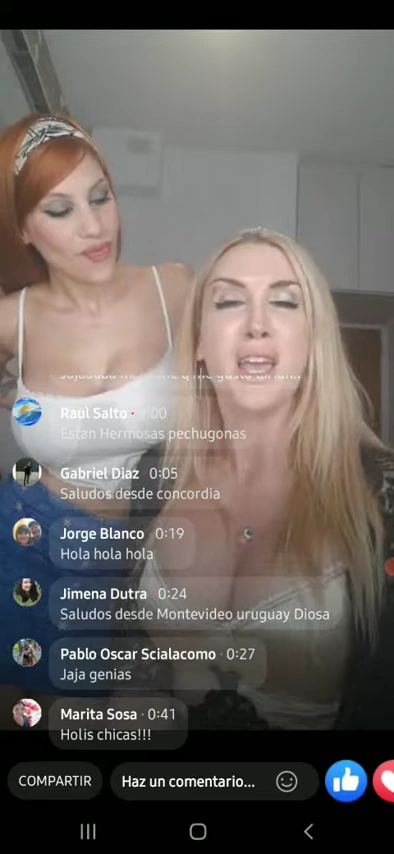 Raul Salto
Estan Hermosas pechugonas
Gabriel Diaz · 0:05
Saludos desde concordia
Jorge Blanco · 0:19
Hola hola hola
Jimena Dutra · 0:24
Saludos desde Montevideo uruguay Diosa
Pablo Oscar Scialacomo · 0:27
Jaja genias
Marita Sosa · 0:41
Holis chicas!!!
COMPARTIR
Haz un comentario...